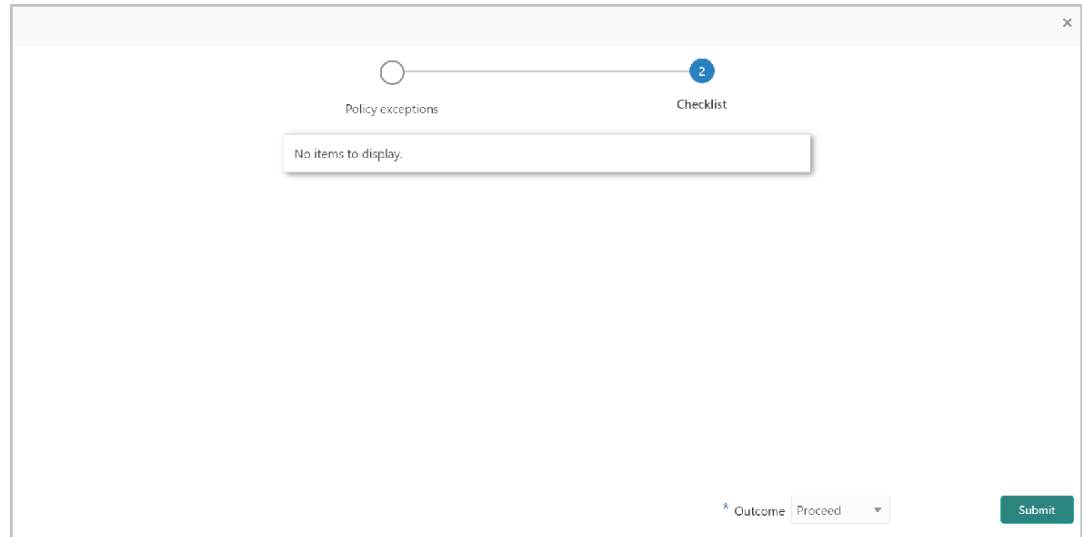 ×
2
Policy exceptions
Checklist
No items to display.
* Outcome Proceed
Submit